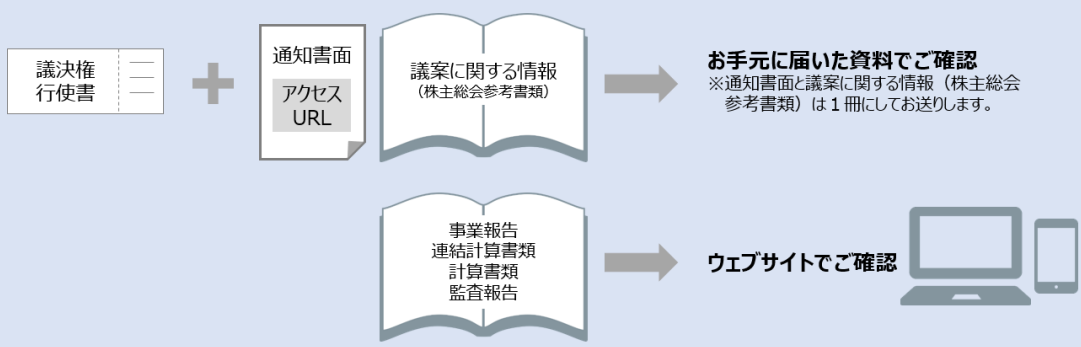 議決権
行使書
通知書面
アクセス
URL
議案に関する情報
（株主総会参考書類）
お手元に届いた資料でご確認
※通知書面と議案に関する情報（株主総会
参考書類）は１冊にしてお送りします。
事業報告
連結計算書類
計算書類
監査報告
ウェブサイトでご確認